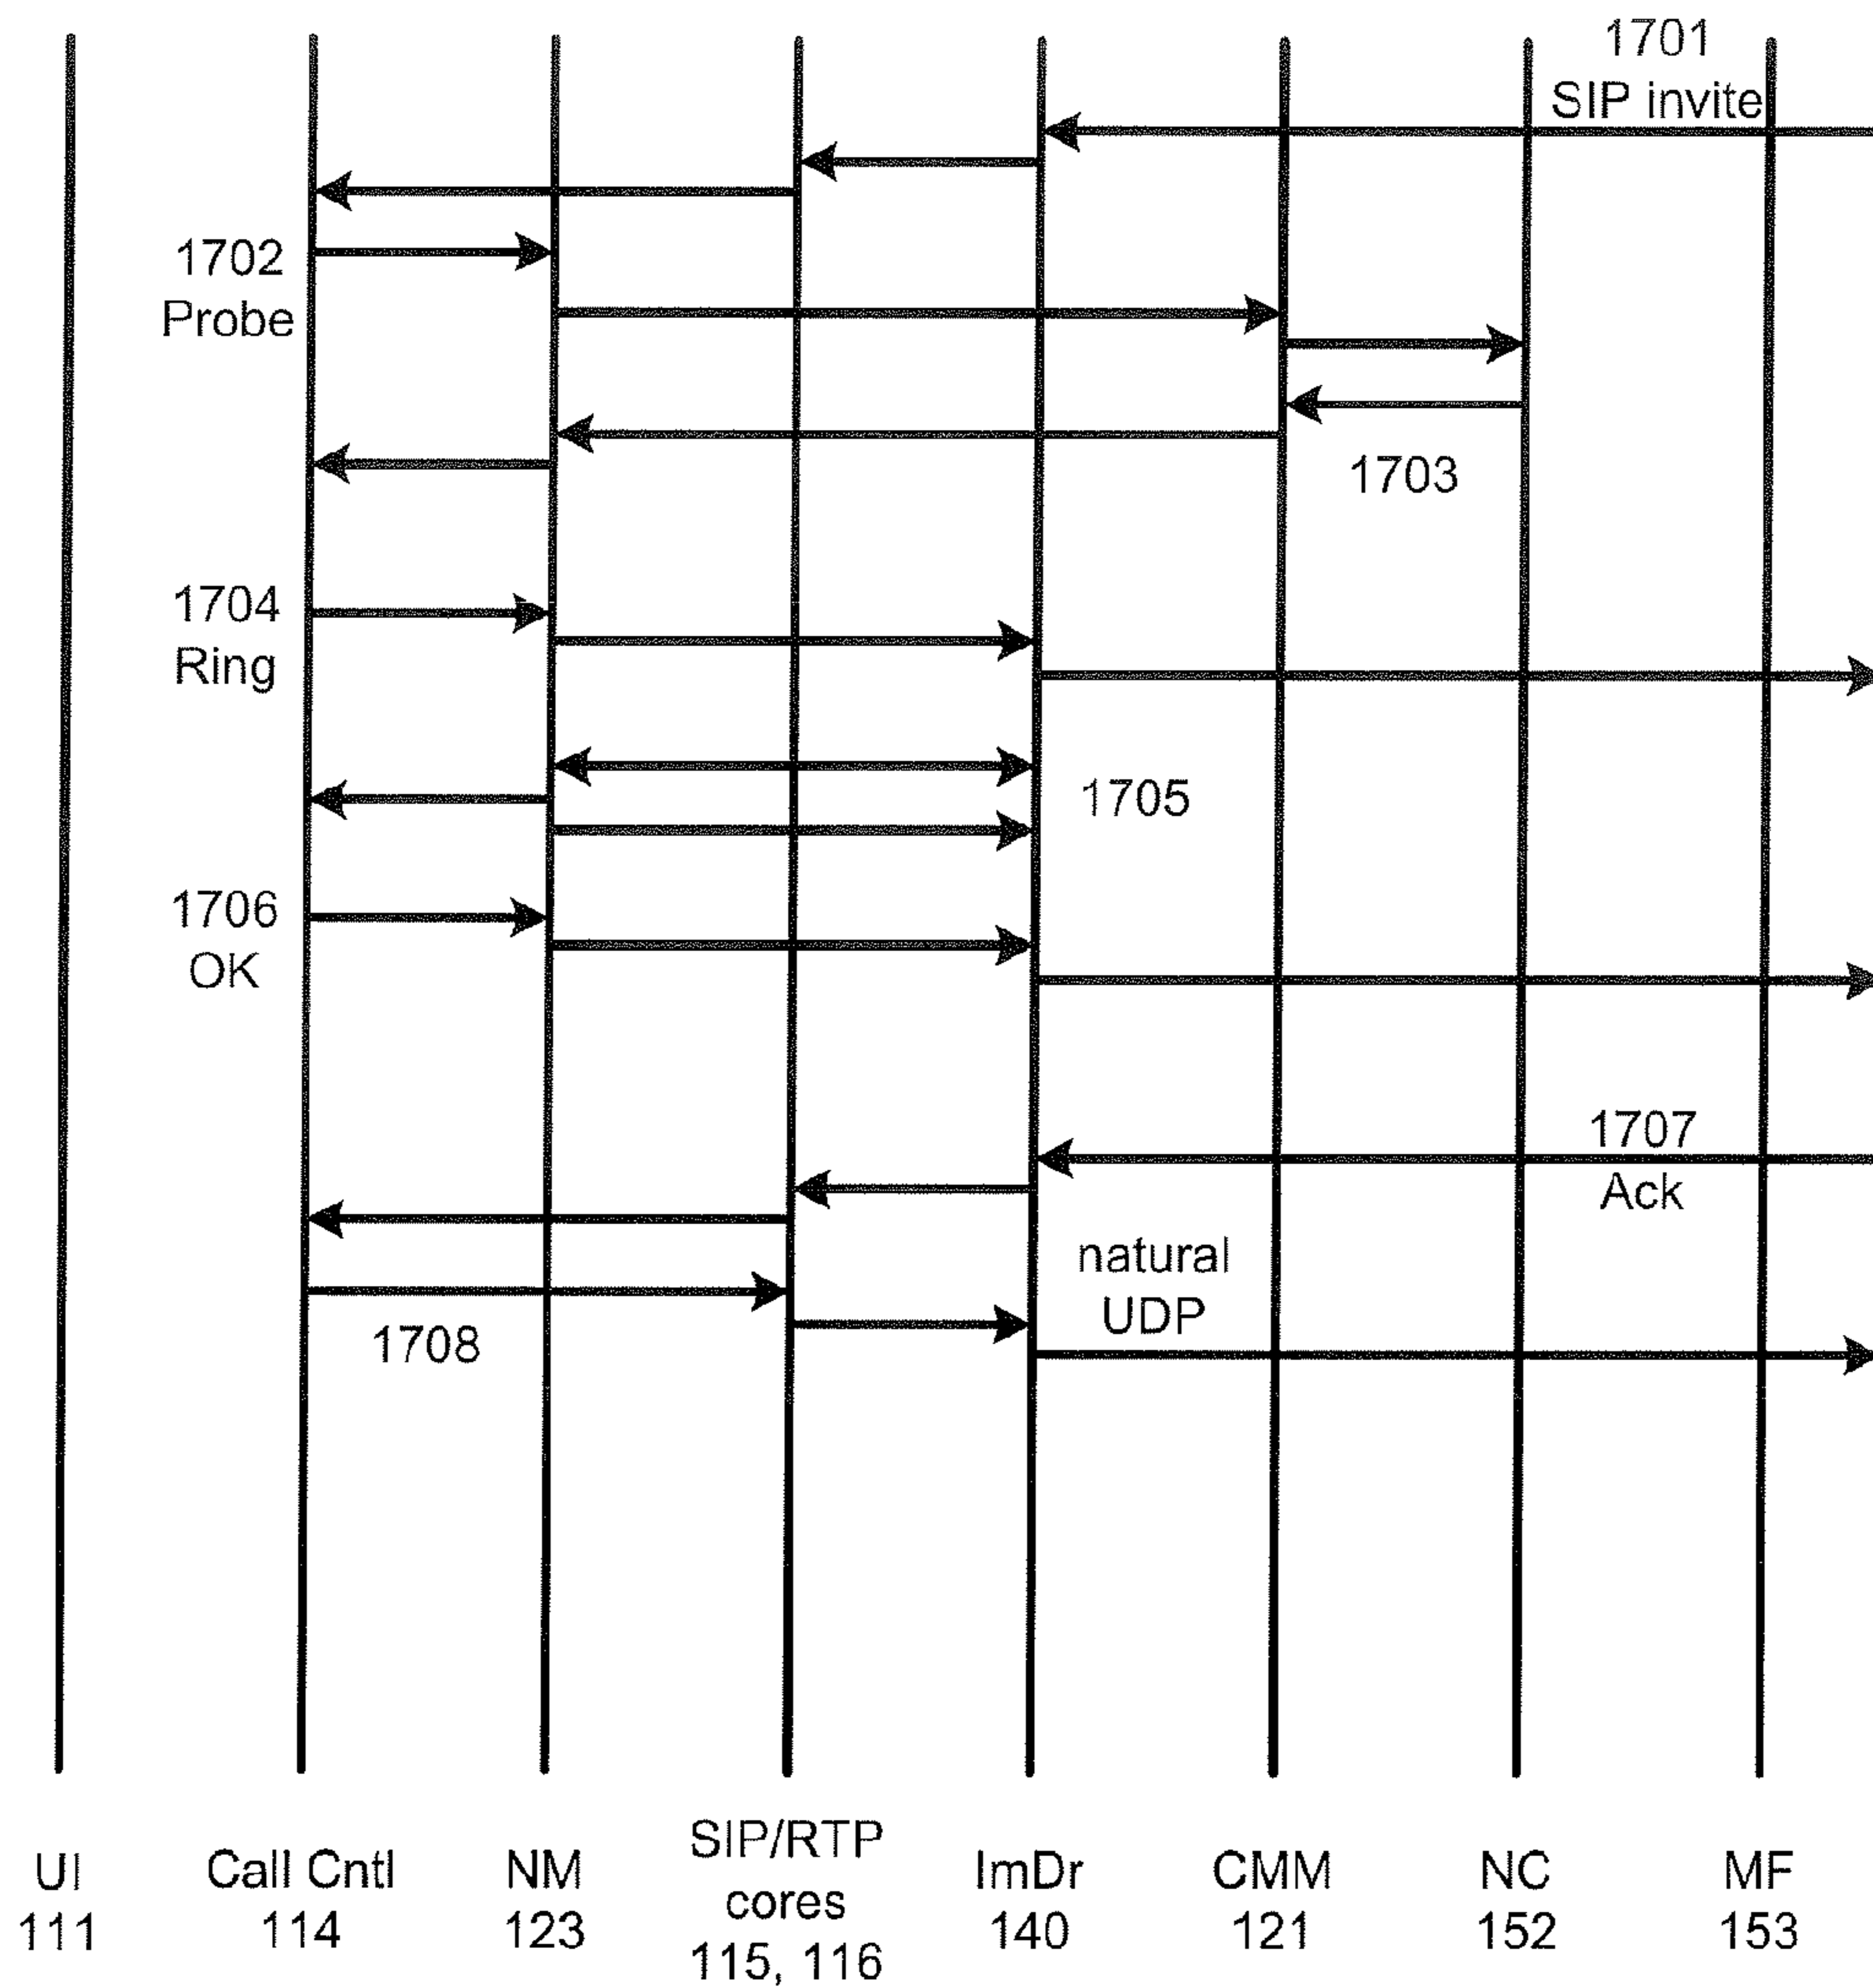 1701
SIP invite
1702
Probe
1703
1704
Ring
1705
1706
OK
1707
Ack
natural
UDP
1708
UI
111
Call Cntl
114
NM
123
SIP/RTP
cores
115, 116
ImDr
140
CMM
121
NC
152
MF
153